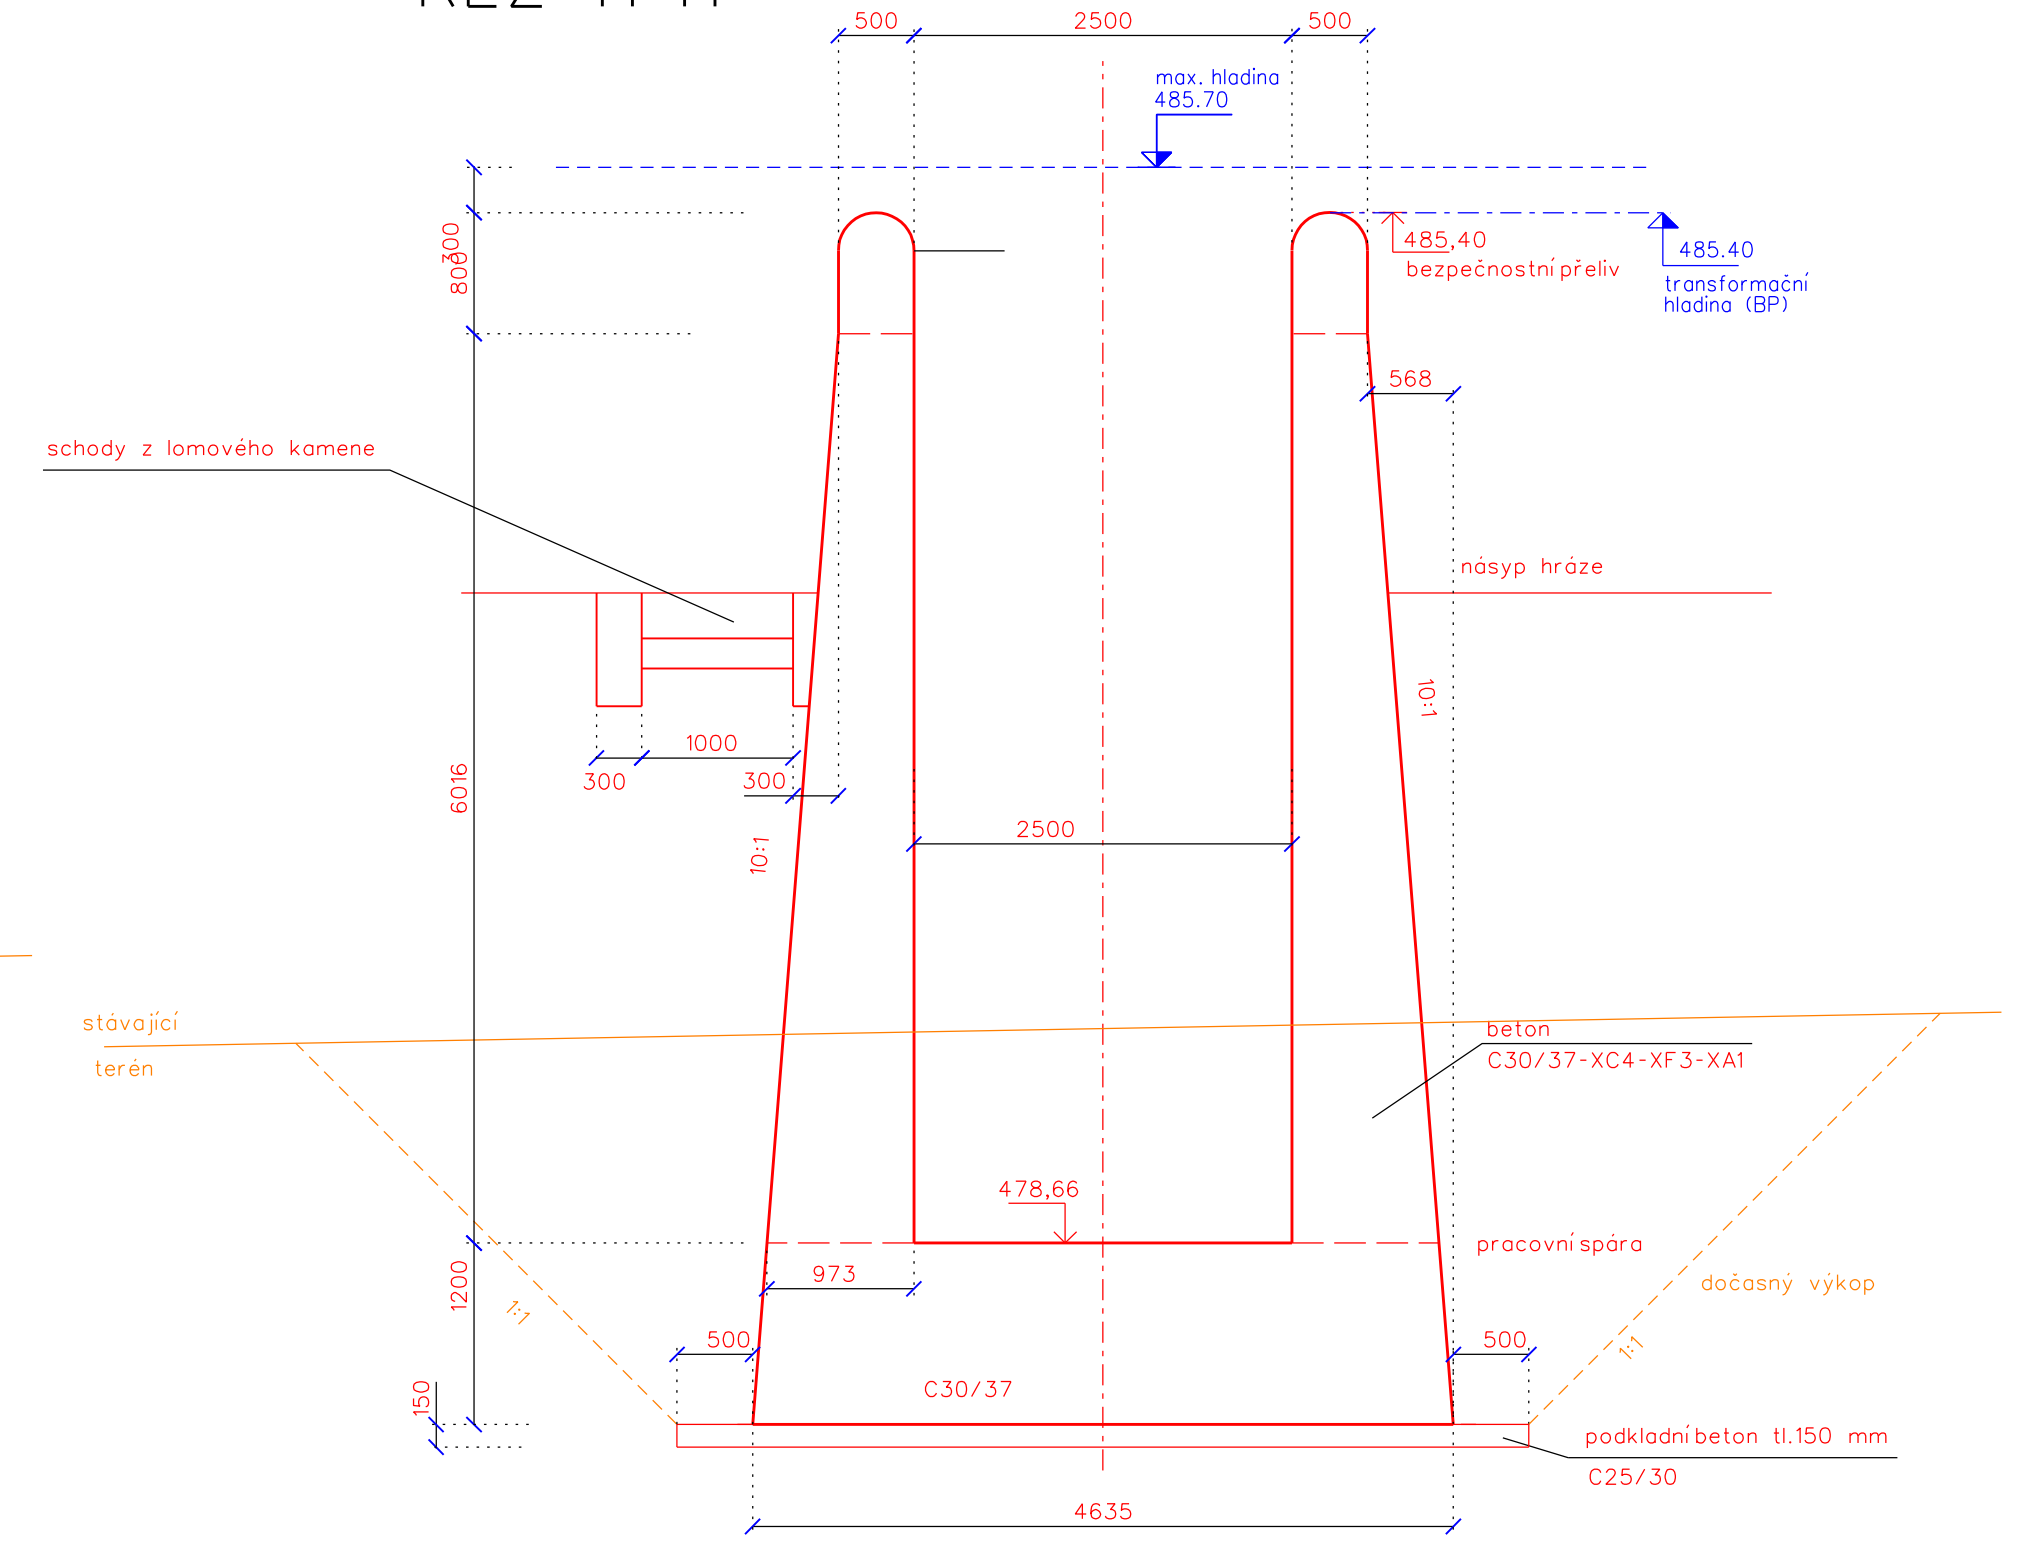 500
2500
500
max. hladina
485.70
300
800
485,40
bezpečnostní přeliv
485.40
transformační
hladina (BP)
568
schody z lomového kamene
násyp hráze
10:1
1000
300
300
6016
2500
10:1
stávající
terén
beton
C30/37-XC4-XF3-XA1
478,66
pracovní spára
973
dočasný výkop
1200
1:1
500
500
1:1
150
C30/37
podkladní beton tl.150 mm
C25/30
4635